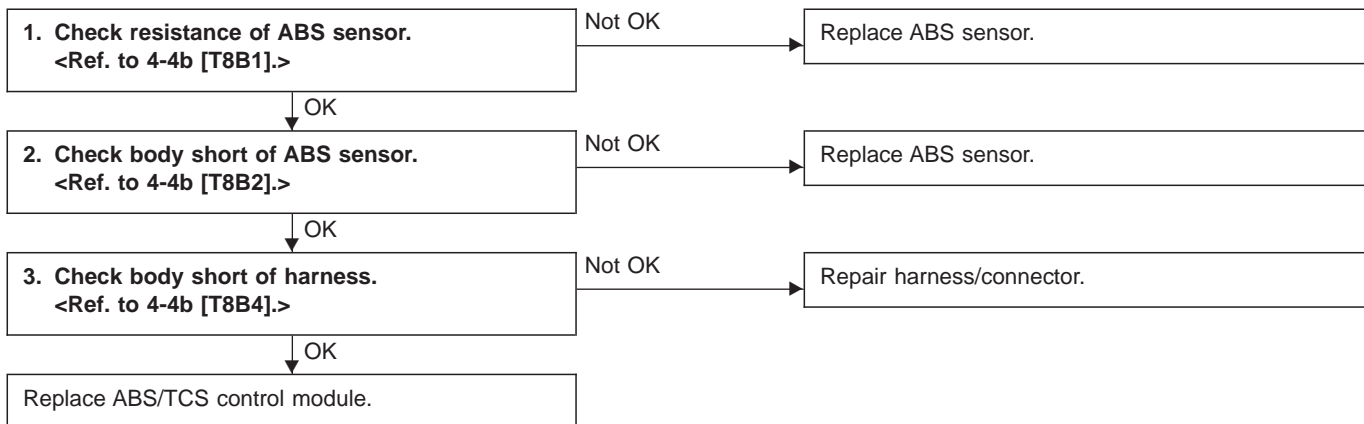 1. Check resistance of ABS sensor.
<Ref. to 4-4b [T8B1].>
Not OK
Replace ABS sensor.
OK
2. Check body short of ABS sensor.
<Ref. to 4-4b [T8B2].>
Not OK
Replace ABS sensor.
OK
3. Check body short of harness.
<Ref. to 4-4b [T8B4].>
Not OK
Repair harness/connector.
OK
Replace ABS/TCS control module.